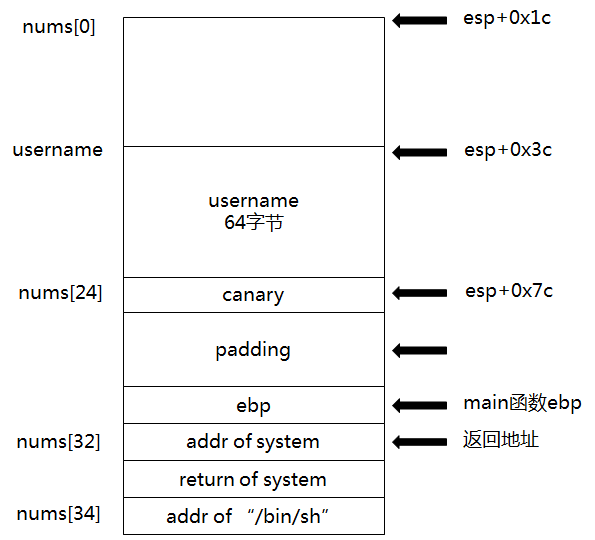 nums[0]
esp+0x1c
username
esp+0x3c
username
64字节
nums[24]
canary
esp+0x7c
padding
ebp
main函数ebp
nums[32]
addr of system
返回地址
return of system
nums[34]
addr of “/bin/sh”